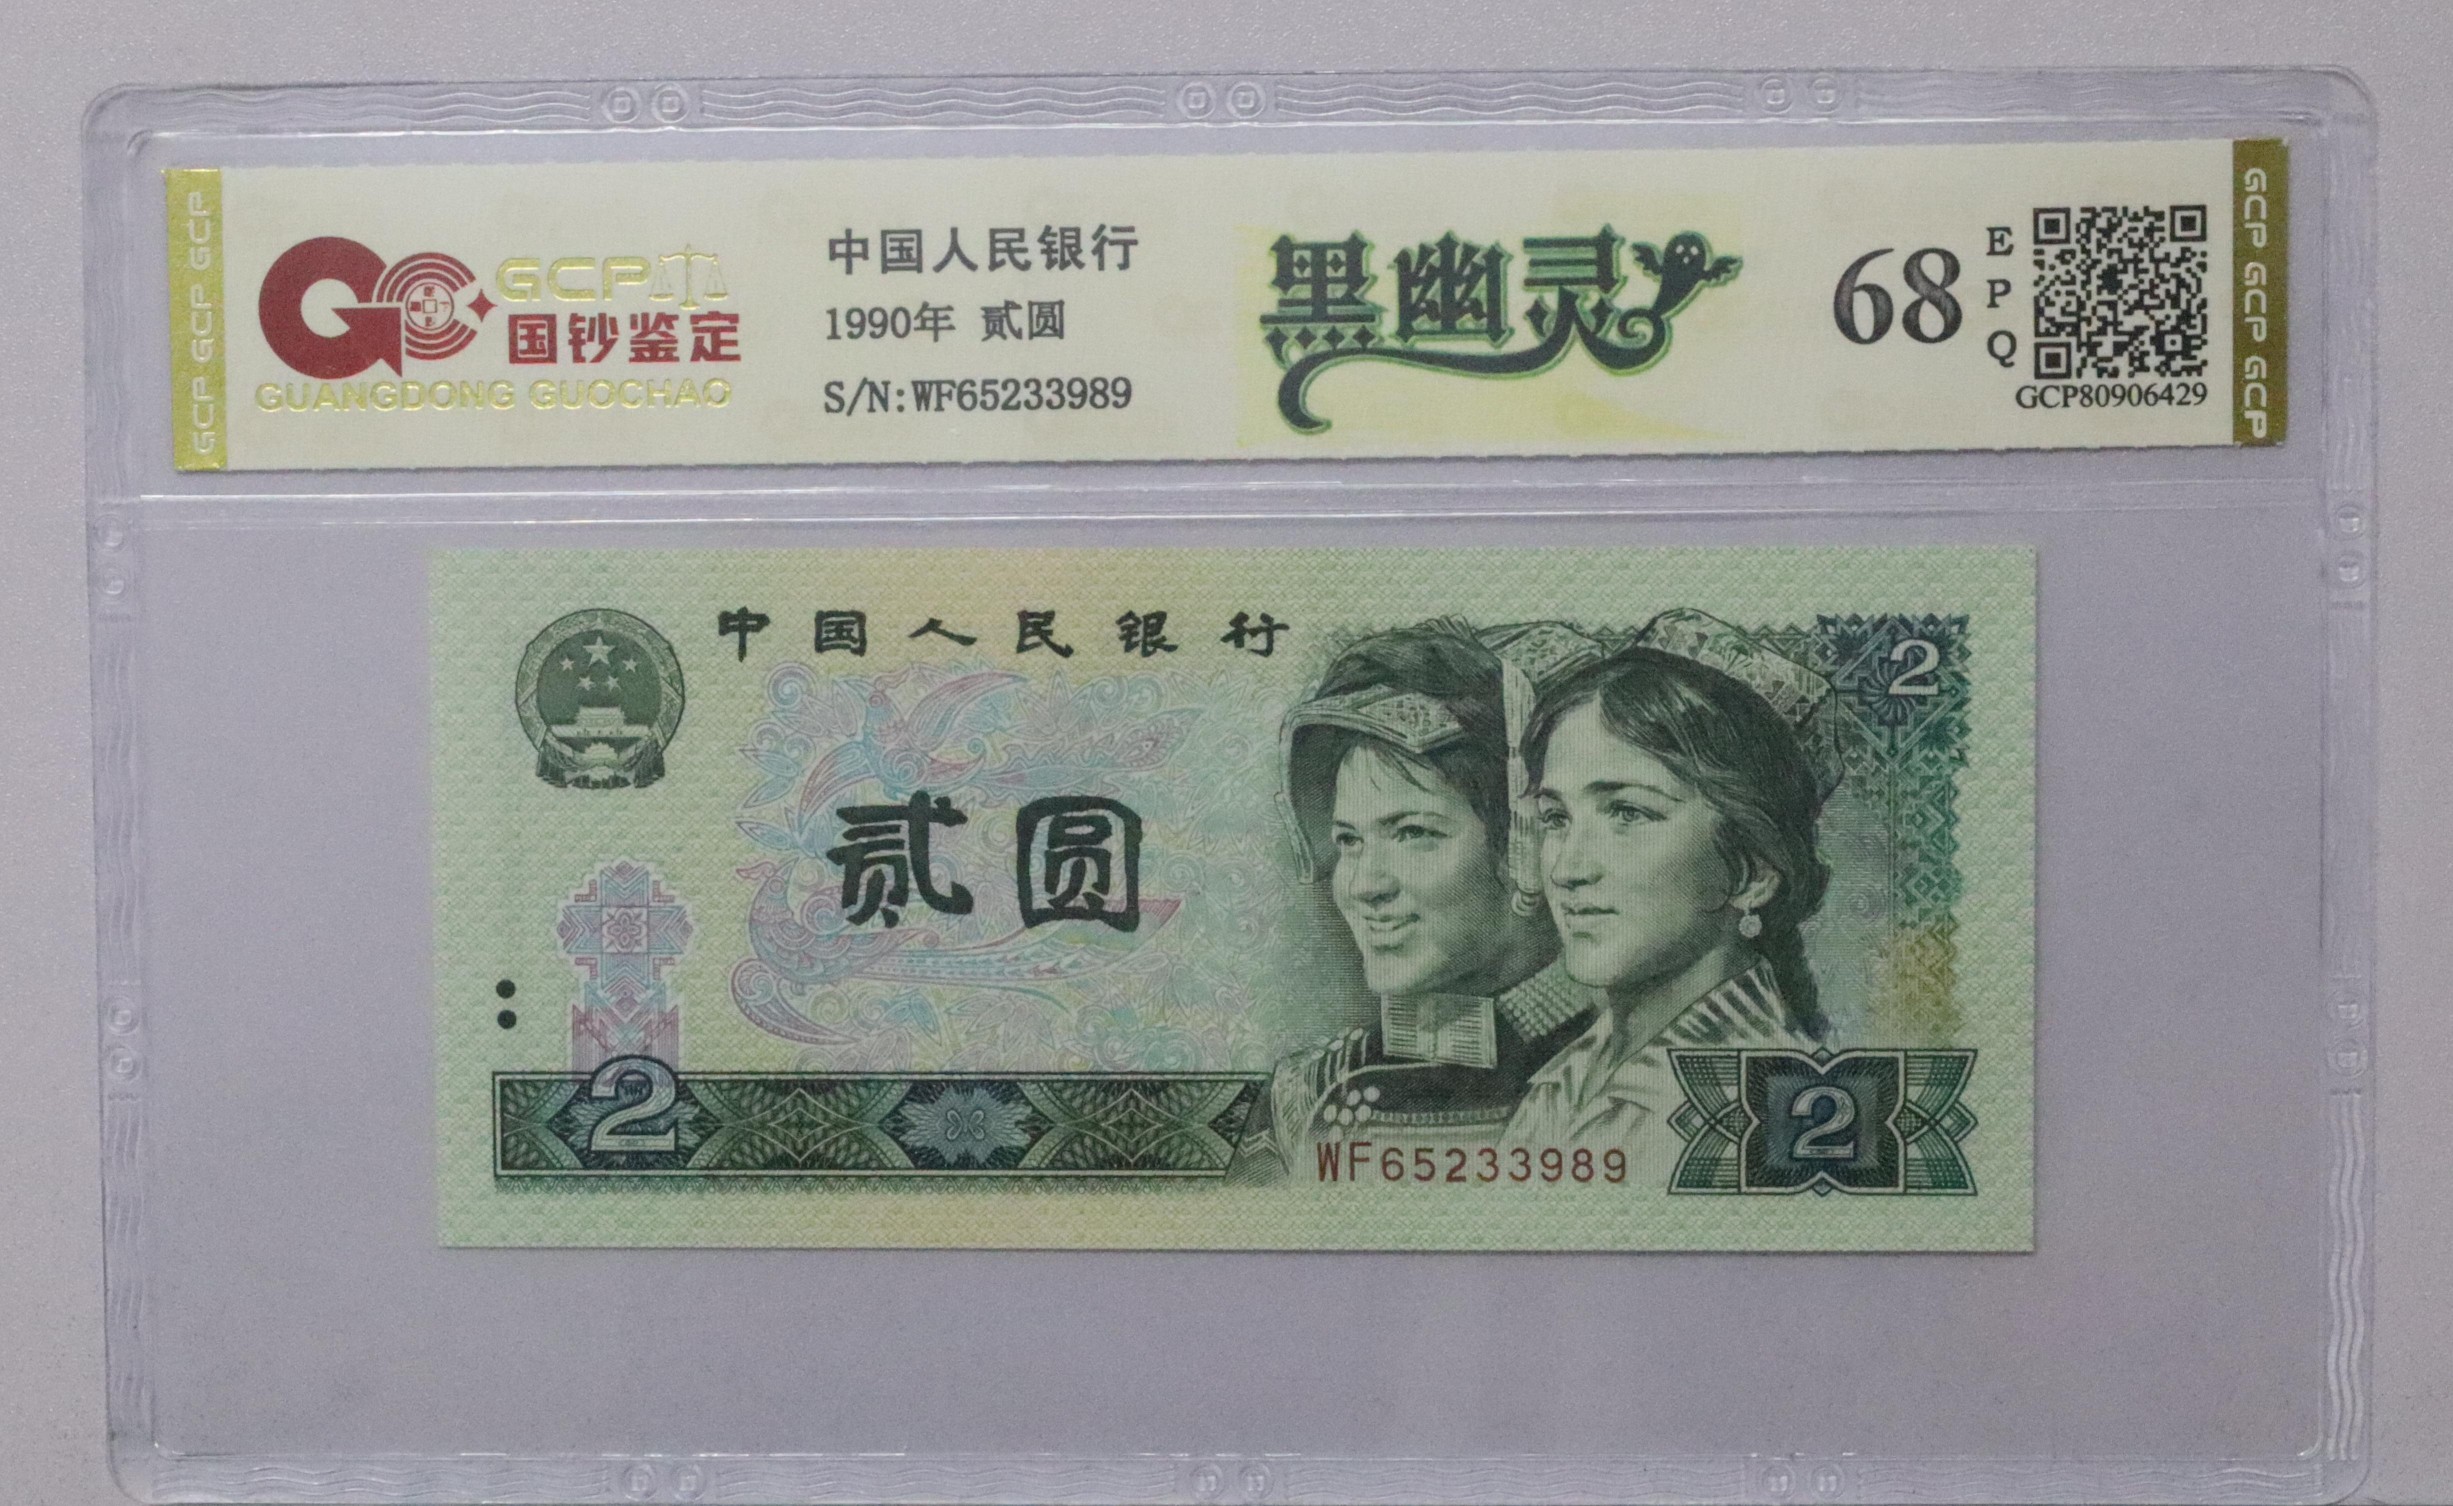 GCP GCP GCP
GCP
国钞鉴定
GUANGDONG GUOCHAO
中国人民银行
1990年 贰圆
S/N:WF65233989
黑幽灵
68
E
P
Q
GCP80906429
GCP GCP GCP
中国人民银行
2
贰圆
2
WF65233989
2